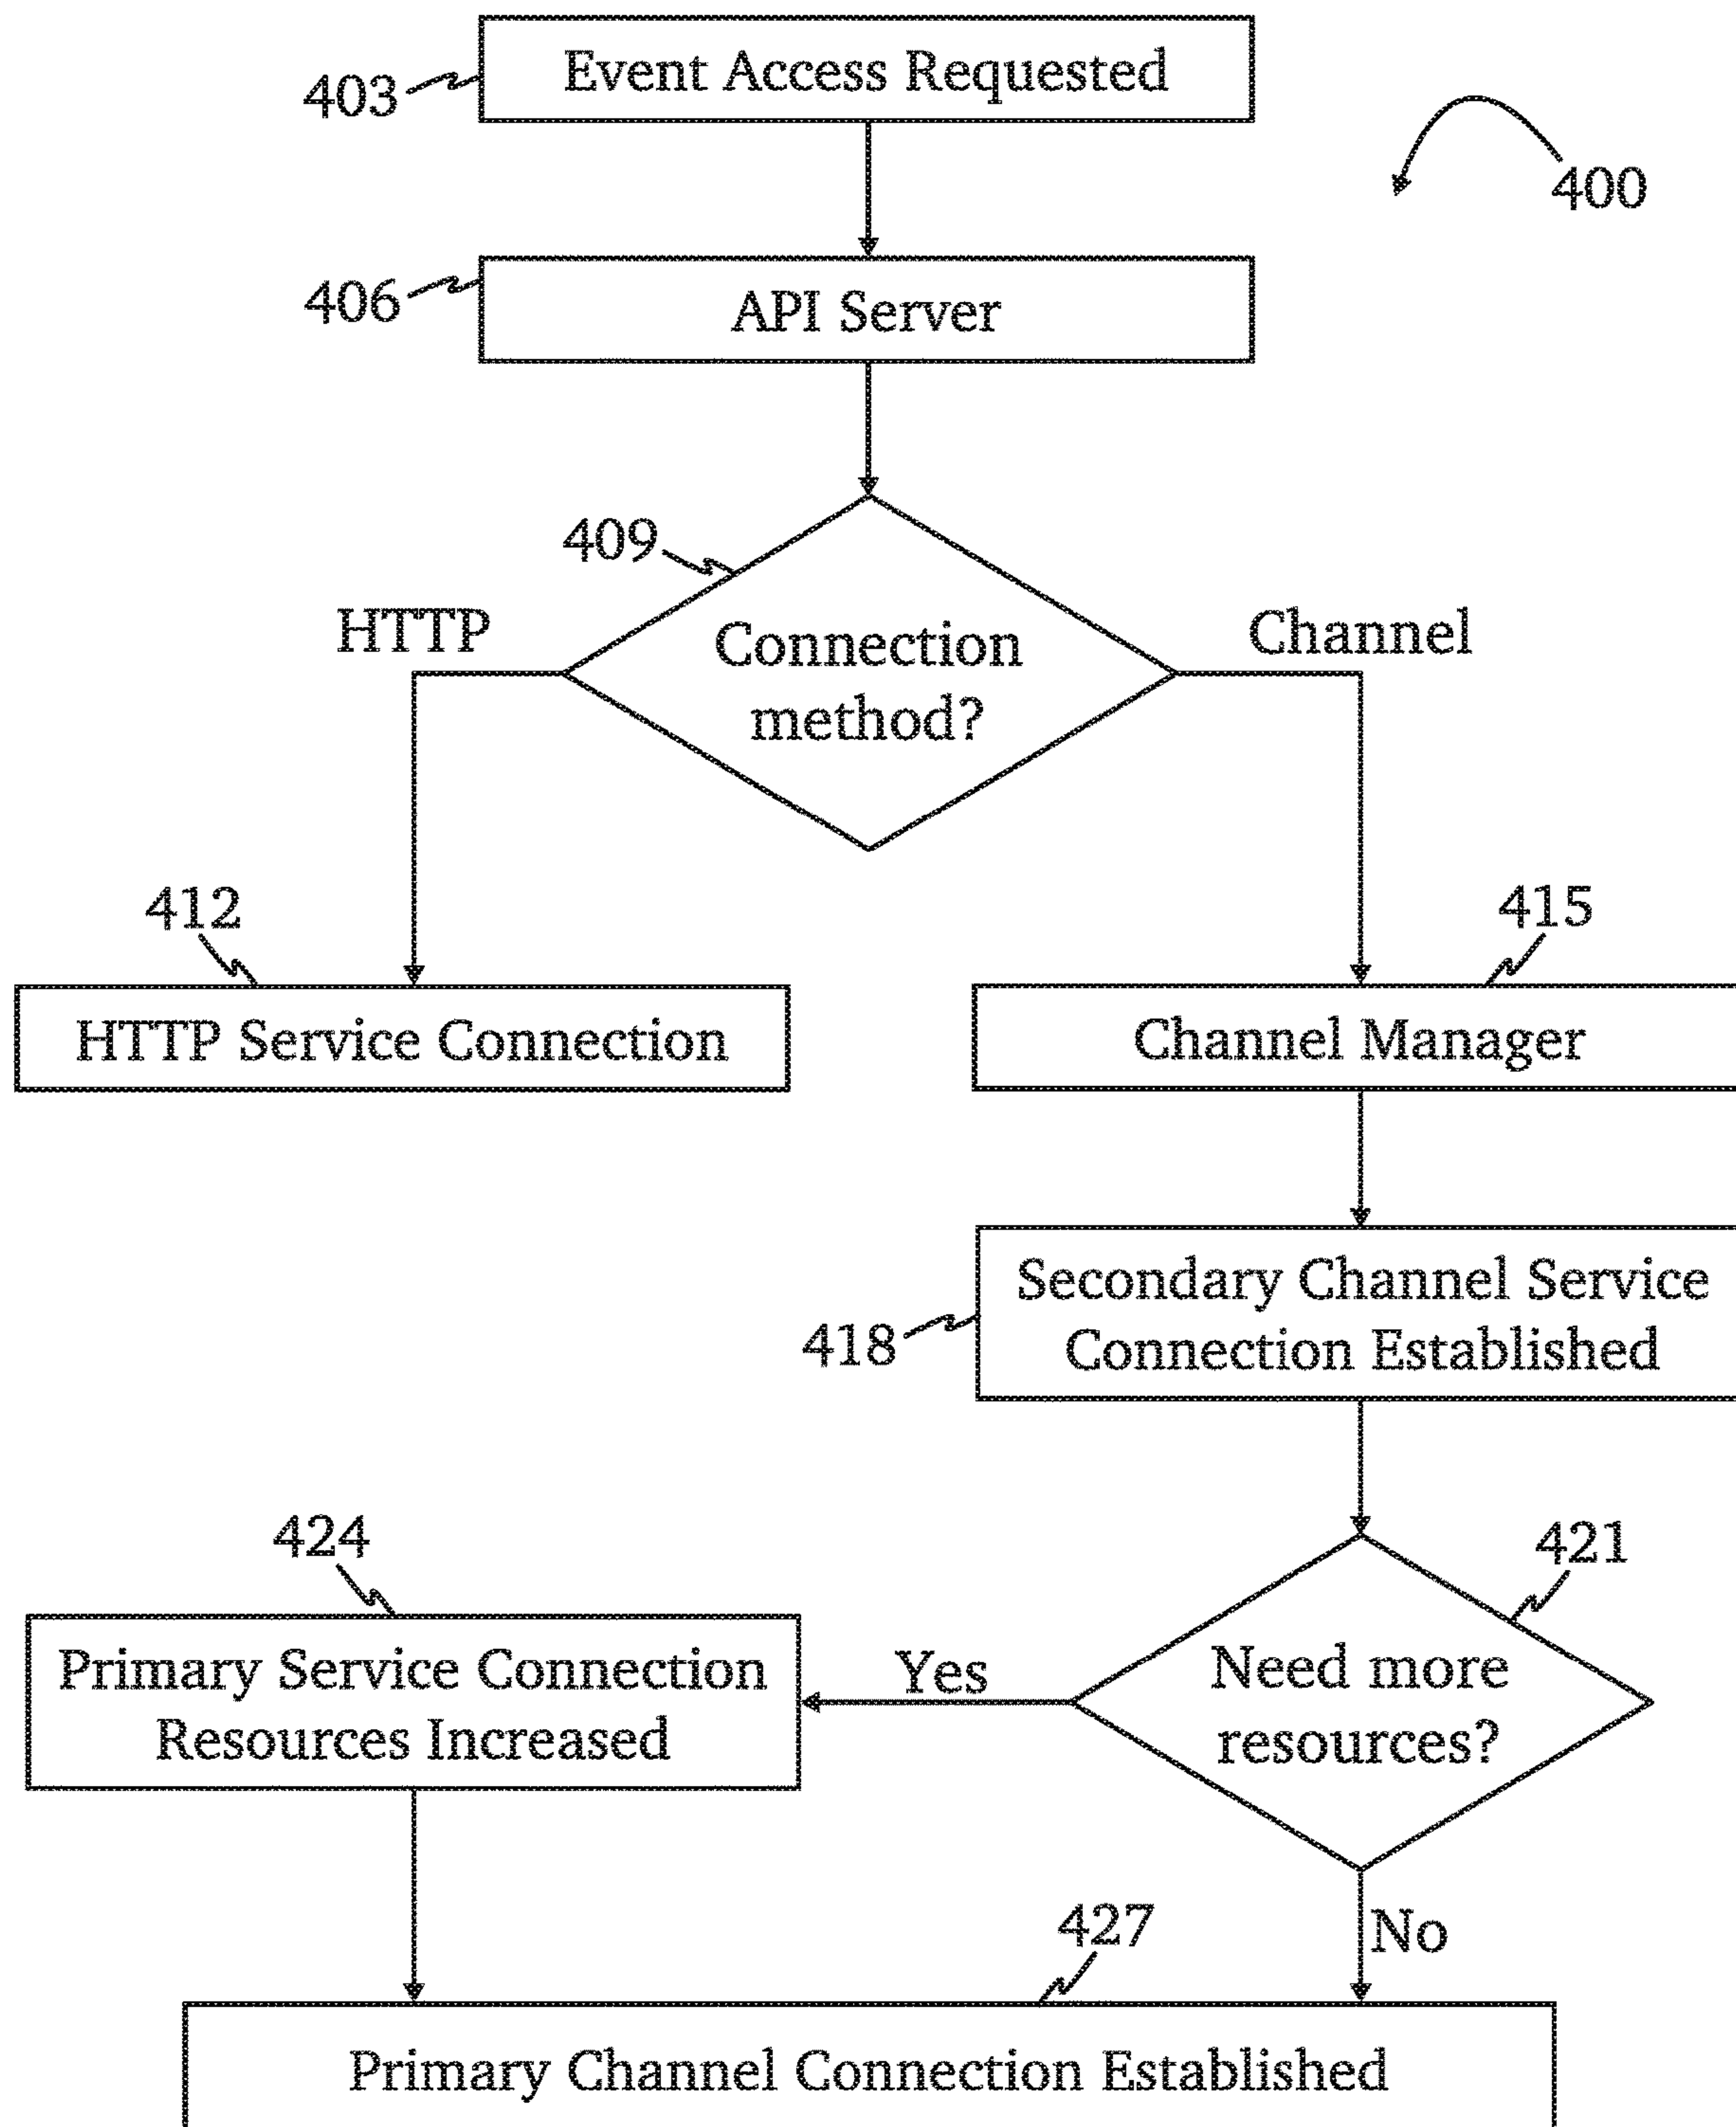 Event Access Requested
403
400
406
API Server
409
HTTP
Channel
Connection
method?
412
415
HTTP Service Connection
Channel Manager
Secondary Channel Service
Connection Established
418
424
421
Primary Service Connection
Resources Increased
Yes
Need more
resources?
427
No
Primary Channel Connection Established